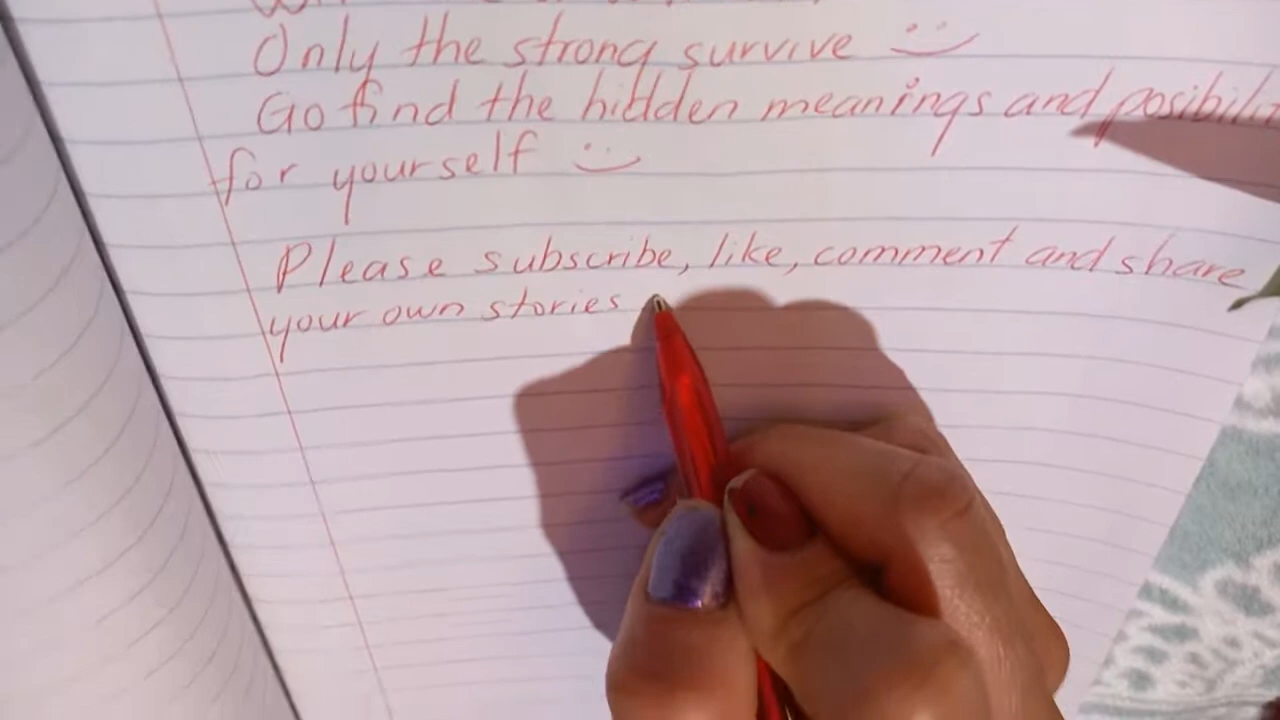 Only the strong survive
Go find the hidden meanings and
for yourself
Please subscribe, like, comment and share
your own stories